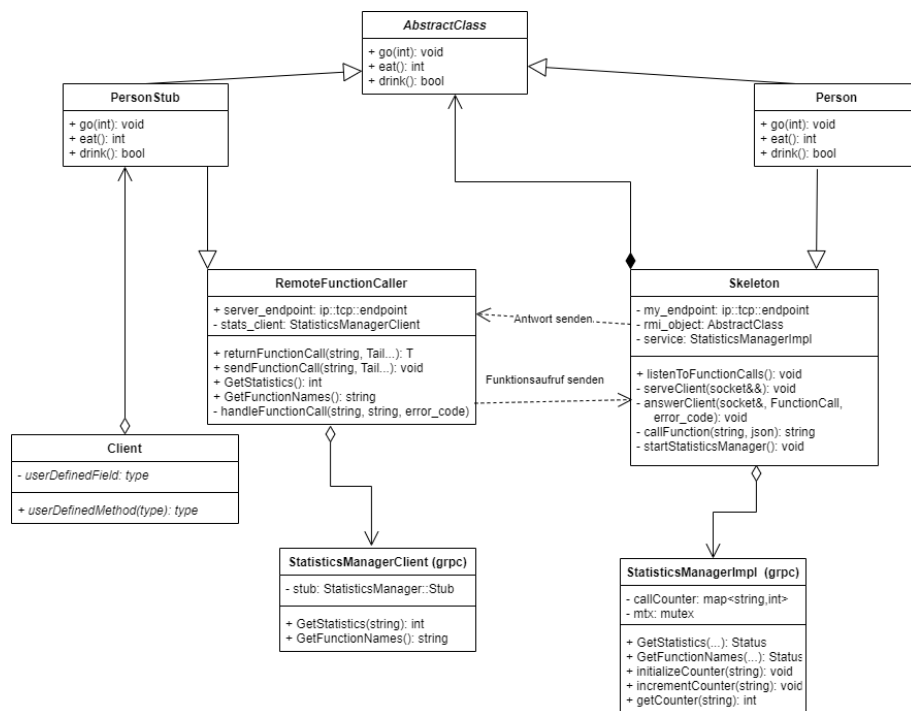 AbstractClass
+ go(int): void
+ eat(): int
+ drink(): bool
PersonStub
+ go(int): void
+ eat(): int
+ drink(): bool
Person
+ go(int): void
+ eat(): int
+ drink(): bool
RemoteFunctionCaller
+ server_endpoint: ip::tcp::endpoint
- stats_client: StatisticsManagerClient
+ returnFunctionCall(string, Tail...): T
+ sendFunctionCall(string, Tail...): void
+ GetStatistics(): int
+ GetFunctionNames(): string
- handleFunctionCall(string, string, error_code)
Antwort senden.
Funktionsaufruf senden
Skeleton
- my_endpoint: ip::tcp::endpoint
- rmi_object: AbstractClass
- service: StatisticsManagerImpl
+ listenToFunctionCalls(): void
- serveClient(socket&&): void
- answerClient(socket&, FunctionCall,
error_code): void
- callFunction(string, json): string
- startStatisticsManager(): void
Client
- userDefinedField: type
+ userDefinedMethod(type): type
StatisticsManagerClient (grpc)
- stub: StatisticsManager::Stub
+ GetStatistics(string): int
+ GetFunctionNames(): string
StatisticsManagerImpl (grpc)
- callCounter: map<string,int>
- mtx: mutex
+ GetStatistics(...): Status
+ GetFunctionNames(...): Status
+ initializeCounter(string): void
+ incrementCounter(string): void
+ getCounter(string): int